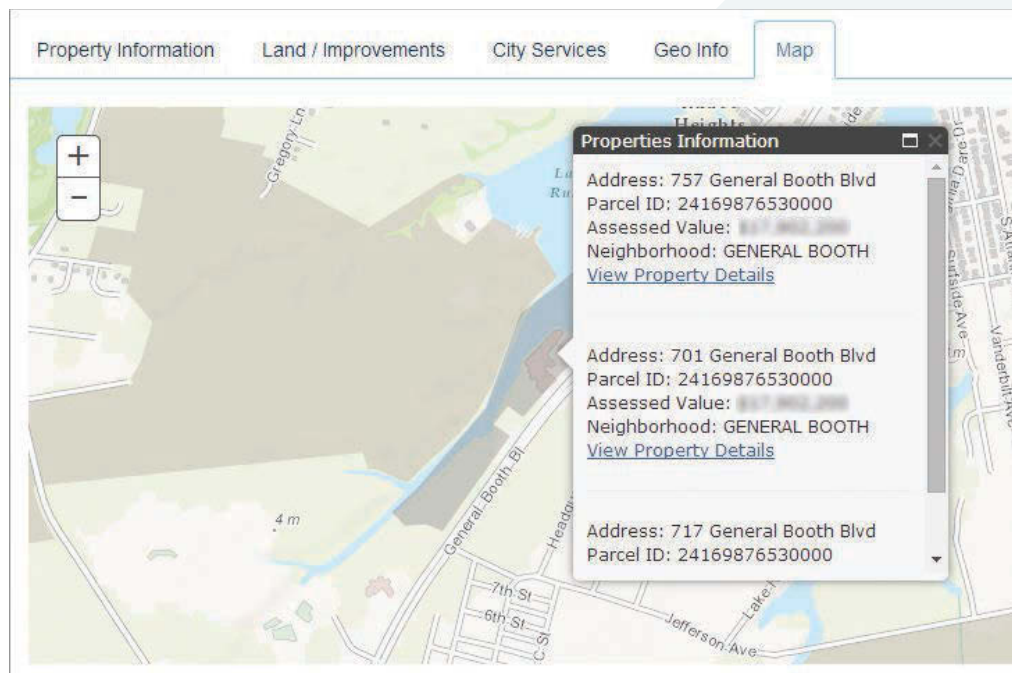 Property Information
Land / Improvements
City Services
Geo Info
Map
+
−
Gregory Ln
Heights
Properties Information
Address: 757 General Booth Blvd
Parcel ID: 24169876530000
Assessed Value:
Neighborhood: GENERAL BOOTH
View Property Details
Address: 701 General Booth Blvd
Parcel ID: 24169876530000
Assessed Value:
Neighborhood: GENERAL BOOTH
View Property Details
Address: 717 General Booth Blvd
Parcel ID: 24169876530000
Surfside Ave
Vanderbilt Ave
General Booth Bl
4 m
7th St
6th St
C St
Jefferson Ave